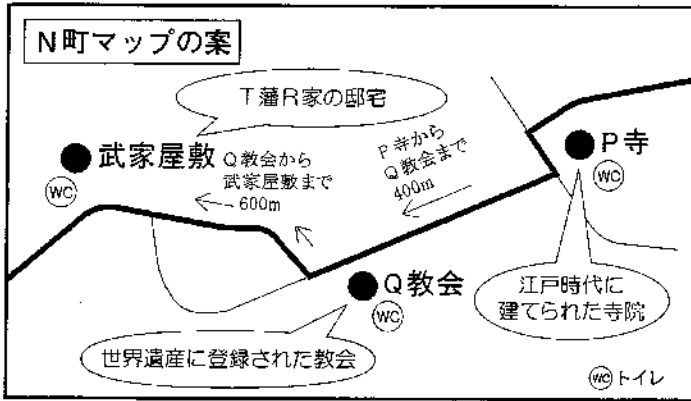 N町マップの案
T藩R家の邸宅
武家屋敷
WC
Q教会から
武家屋敷まで
600m
P寺から
Q教会まで
400m
P寺
WC
Q教会
WC
江戸時代に
建てられた寺院
世界遺産に登録された教会
WC トイレ